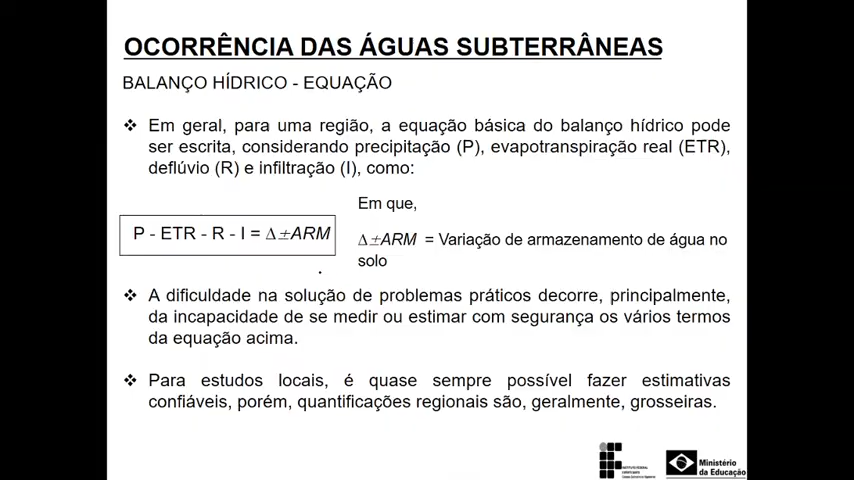 OCORRÊNCIA DAS ÁGUAS SUBTERRÂNEAS
BALANÇO HÍDRICO - EQUAÇÃO
❖ Em geral, para uma região, a equação básica do balanço hídrico pode
ser escrita, considerando precipitação (P), evapotranspiração real (ETR),
deflúvio (R) e infiltração (I), como:
Em que,
P - ETR - R - I = Δ±ARM
Δ±ARM = Variação de armazenamento de água no
solo
❖ A dificuldade na solução de problemas práticos decorre, principalmente,
da incapacidade de se medir ou estimar com segurança os vários termos
da equação acima.
❖ Para estudos locais, é quase sempre possível fazer estimativas
confiáveis, porém, quantificações regionais são, geralmente, grosseiras.
INSTITUTO FEDERAL
Ministério
da Educação